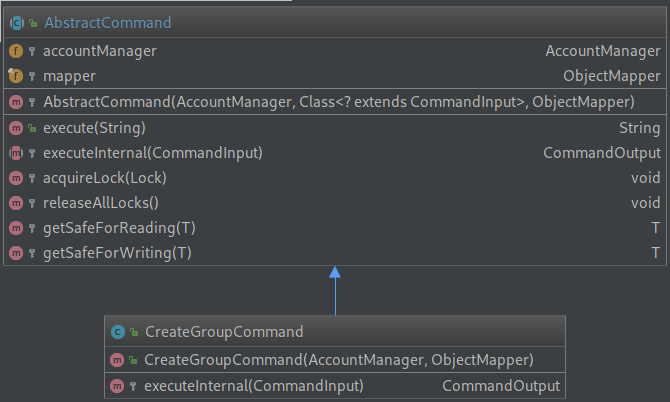 AbstractCommand
accountManager AccountManager
mapper ObjectMapper
AbstractCommand(AccountManager, Class<? extends CommandInput>, ObjectMapper)
execute(String) String
executeInternal(CommandInput) CommandOutput
acquireLock(Lock) void
releaseAllLocks() void
getSafeForReading(T) T
getSafeForWriting(T) T
CreateGroupCommand
CreateGroupCommand(AccountManager, ObjectMapper)
executeInternal(CommandInput) CommandOutput